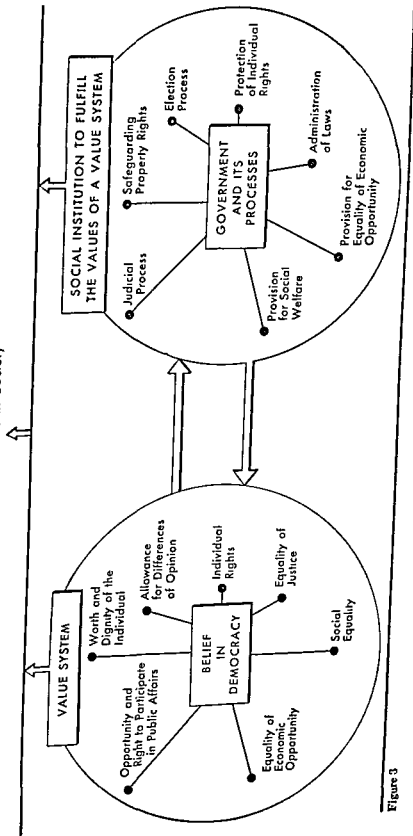 VALUE SYSTEM
Worth and
Dignity of the
Individual
Allowance
for Differences
of Opinion
Individual
Rights
Equality of
Justice
Social
Equality
Equality of
Economic
Opportunity
Opportunity and
Right to Participate
in Public Affairs
BELIEF
IN
DEMOCRACY
SOCIAL INSTITUTION TO FULFILL
THE VALUES OF A VALUE SYSTEM
Safeguarding
Property Rights
Election
Process
Protection
of Individual
Rights
Administration
of Laws
Provision for
Equality of Economic
Opportunity
Provision
for Social
Welfare
Judicial
Process
GOVERNMENT
AND ITS
PROCESSES
Figure 3